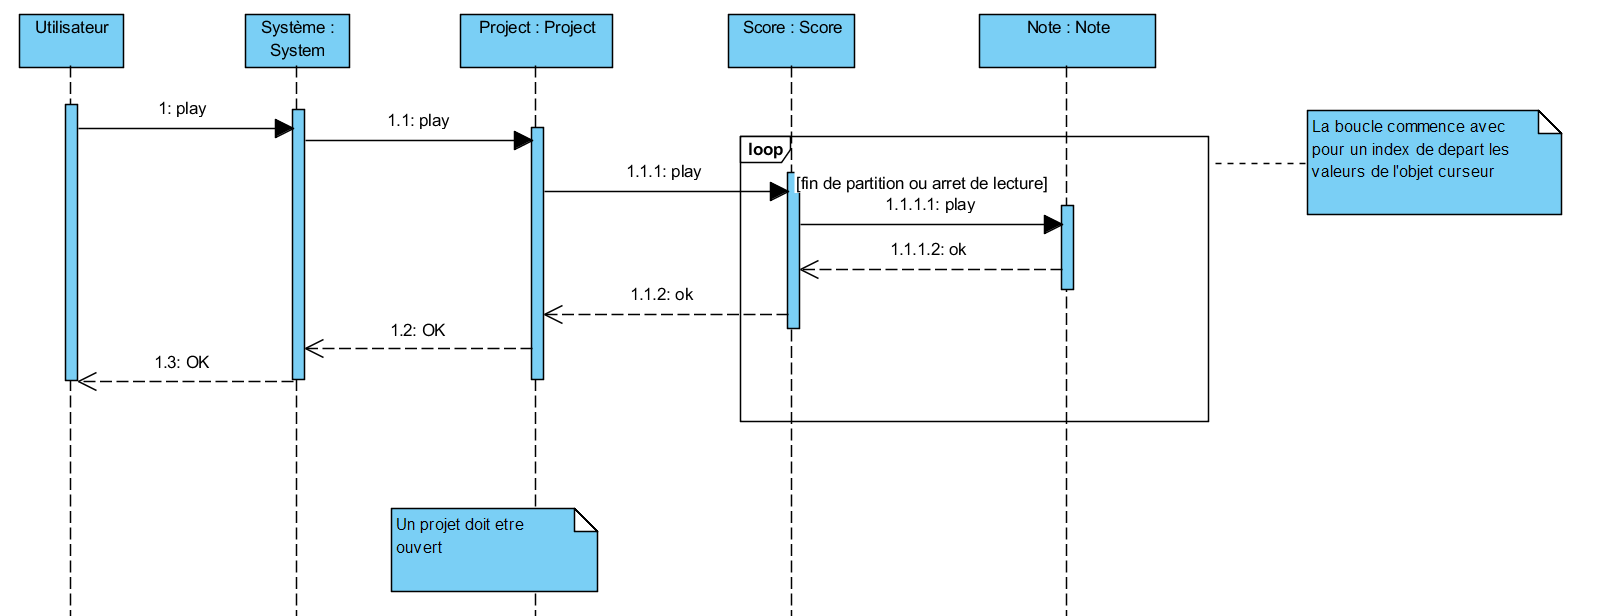 Utilisateur
Système :
System
Project : Project
Score : Score
Note : Note
1: play
1.1: play
La boucle commence avec
pour un index de depart les
valeurs de l'objet curseur
loop
1.1.1: play
[fin de partition ou arret de lecture]
1.1.1.1: play
1.1.1.2: ok
1.1.2: ok
1.2: OK
1.3: OK
Un projet doit etre
ouvert